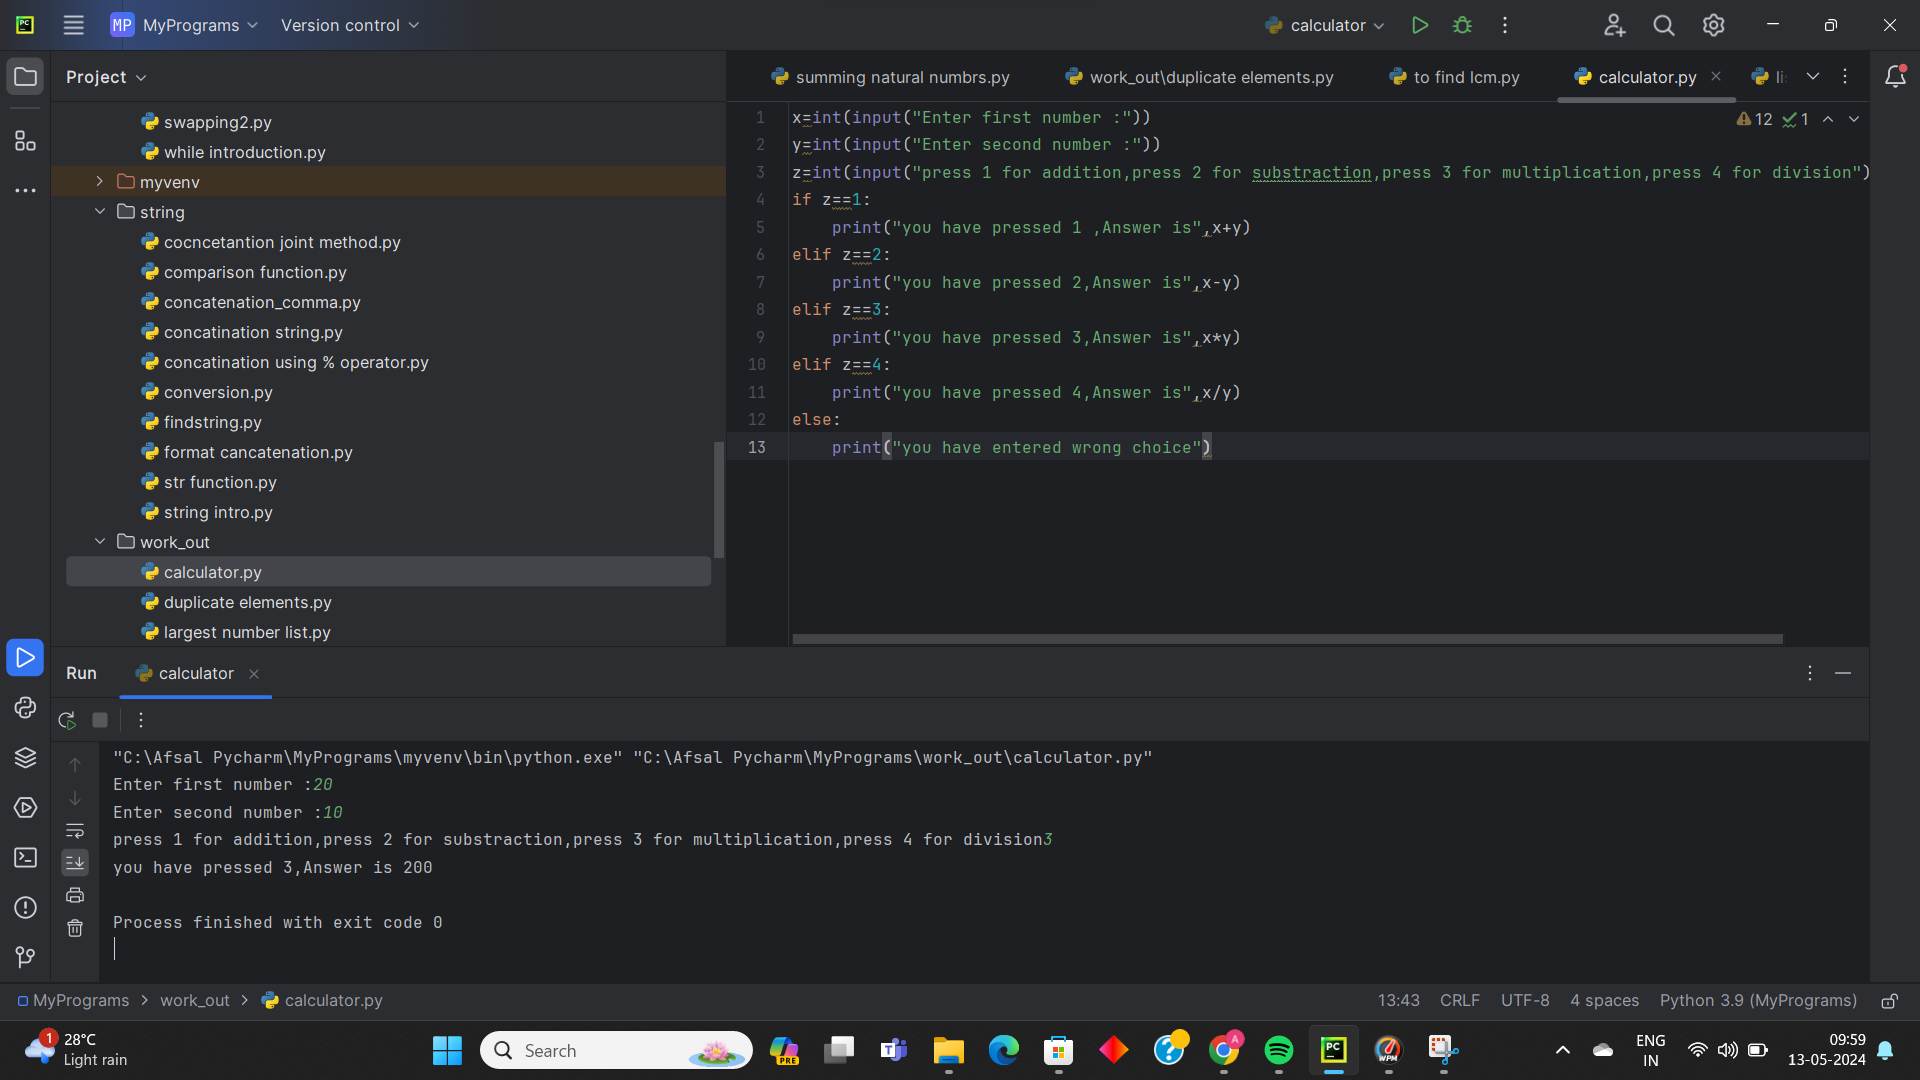 MP MyPrograms Version control calculator
Project
swapping2.py
while introduction.py
myvenv
string
cocncetantion joint method.py
comparison function.py
concatenation_comma.py
concatination string.py
concatination using % operator.py
conversion.py
findstring.py
format cancatenation.py
str function.py
string intro.py
work_out
calculator.py
duplicate elements.py
largest number list.py
summing natural numbrs.py work_out\duplicate elements.py to find lcm.py calculator.py li
12 1
1 x=int(input("Enter first number :"))
2 y=int(input("Enter second number :"))
3 z=int(input("press 1 for addition,press 2 for substraction,press 3 for multiplication,press 4 for division")
4 if z==1:
5 print("you have pressed 1 ,Answer is",x+y)
6 elif z==2:
7 print("you have pressed 2,Answer is",x-y)
8 elif z==3:
9 print("you have pressed 3,Answer is",x*y)
10 elif z==4:
11 print("you have pressed 4,Answer is",x/y)
12 else:
13 print("you have entered wrong choice")
Run calculator
"C:\Afsal Pycharm\MyPrograms\myvenv\bin\python.exe" "C:\Afsal Pycharm\MyPrograms\work_out\calculator.py"
Enter first number :20
Enter second number :10
press 1 for addition,press 2 for substraction,press 3 for multiplication,press 4 for division3
you have pressed 3,Answer is 200
Process finished with exit code 0
MyPrograms > work_out > calculator.py
13:43 CRLF UTF-8 4 spaces Python 3.9 (MyPrograms)
1
28°C
Light rain
Search
PRE
T
A
PC
WPM
ENG
IN
09:59
13-05-2024